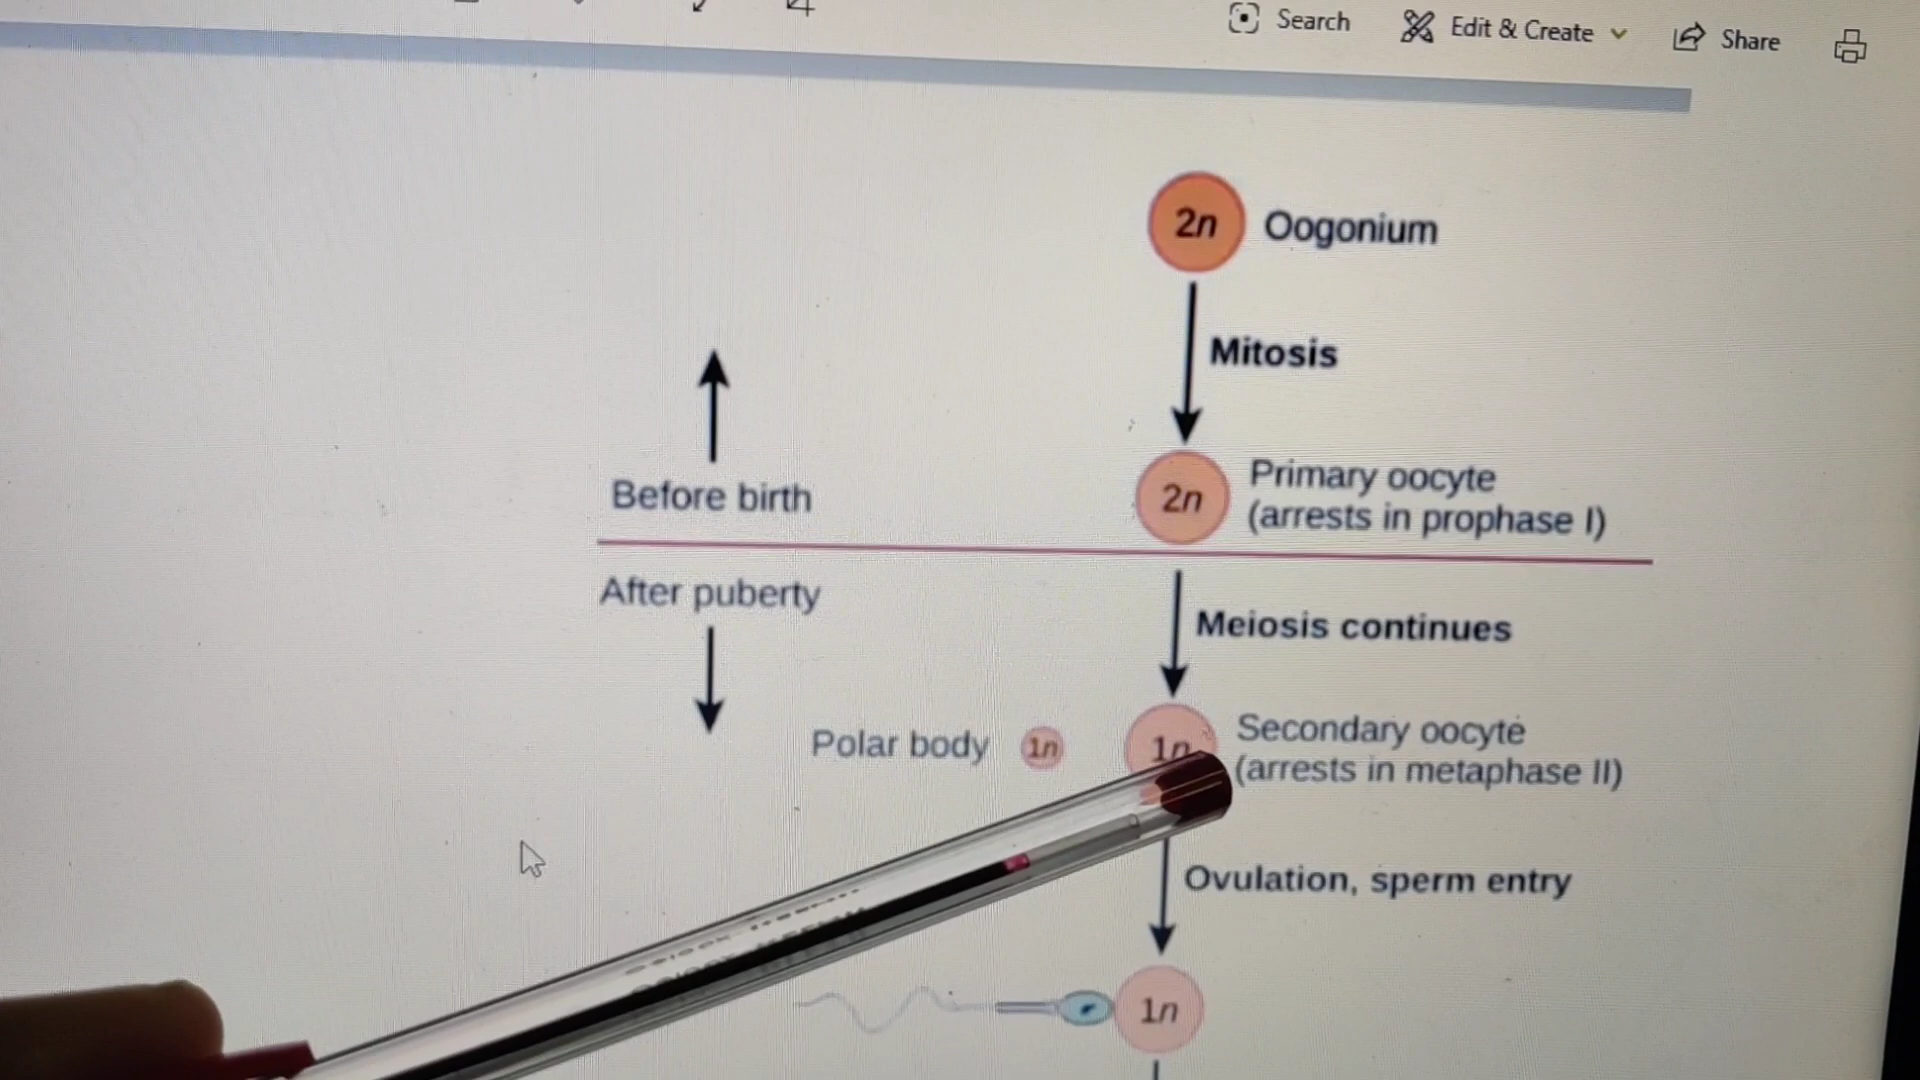 Search
Edit & Create
Share
2n Oogonium
Mitosis
2n Primary oocyte
(arrests in prophase I)
Before birth
After puberty
Meiosis continues
Polar body 1n 1n Secondary oocyte
(arrests in metaphase II)
Ovulation, sperm entry
1n